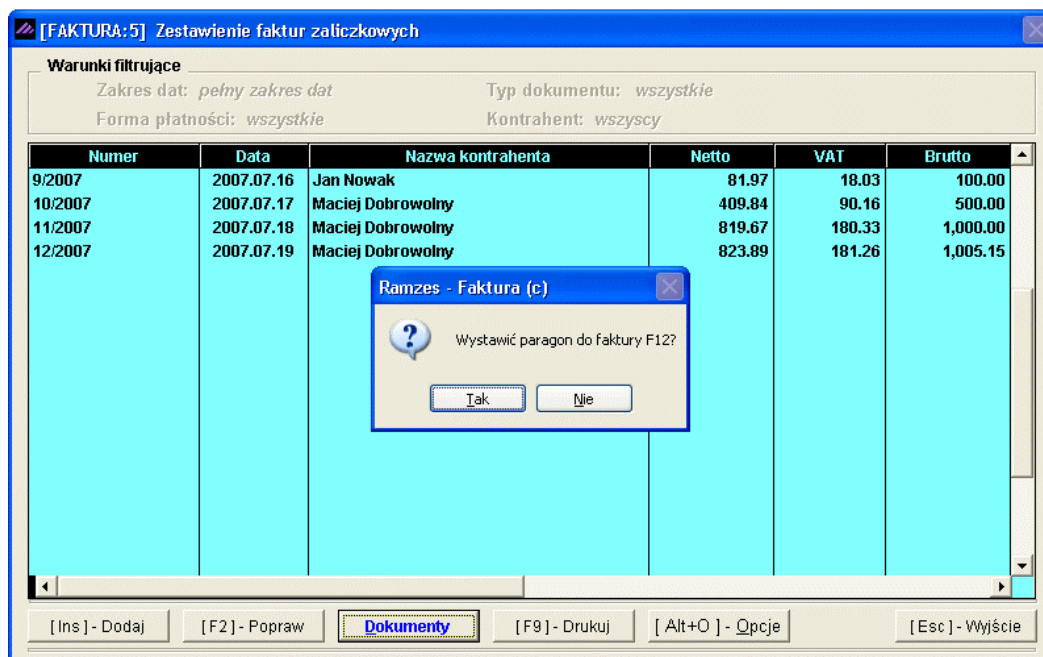 [FAKTURA:5] Zestawienie faktur zaliczkowych
Warunki filtrujące
Zakres dat: pełny zakres dat Typ dokumentu: wszystkie
Forma płatności: wszystkie Kontrahent: wszyscy
Numer Data Nazwa kontrahenta Netto VAT Brutto
9/2007 2007.07.16 Jan Nowak 81.97 18.03 100.00
10/2007 2007.07.17 Maciej Dobrowolny 409.84 90.16 500.00
11/2007 2007.07.18 Maciej Dobrowolny 819.67 180.33 1,000.00
12/2007 2007.07.19 Maciej Dobrowolny 823.89 181.26 1,005.15
Ramzes - Faktura (c)
Wystawić paragon do faktury F12?
Tak Nie
[Ins] - Dodaj [F2] - Popraw Dokumenty [F9] - Drukuj [Alt+O] - Opcje [Esc] - Wyjście